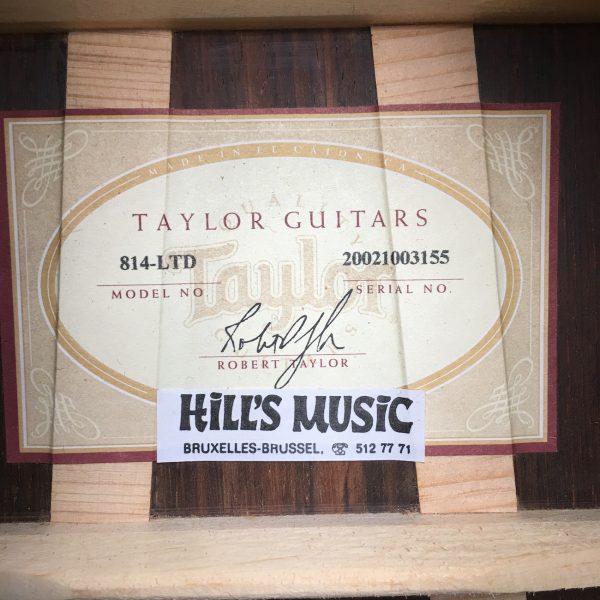 MADE IN EL CAJON, CA
QUALITY
TAYLOR GUITARS
Taylor
814-LTD 20021003155
MODEL NO. SERIAL NO.
ROBERT TAYLOR
HiLL'S MUSiC
BRUXELLES-BRUSSEL, ☎ 512 77 71